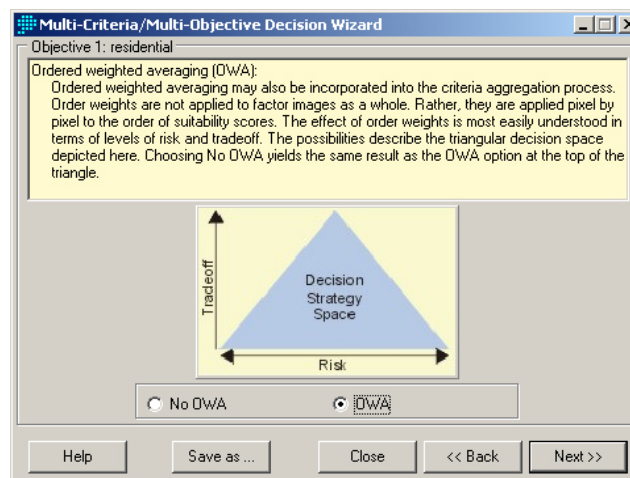 Multi-Criteria/Multi-Objective Decision Wizard
Objective 1: residential
Ordered weighted averaging (OWA):
Ordered weighted averaging may also be incorporated into the criteria aggregation process.
Order weights are not applied to factor images as a whole. Rather, they are applied pixel by
pixel to the order of suitability scores. The effect of order weights is most easily understood in
terms of levels of risk and tradeoff. The possibilities describe the triangular decision space
depicted here. Choosing No OWA yields the same result as the OWA option at the top of the
triangle.
Tradeoff
Decision
Strategy
Space
Risk
No OWA
OWA
Help
Save as ...
Close
<< Back
Next >>